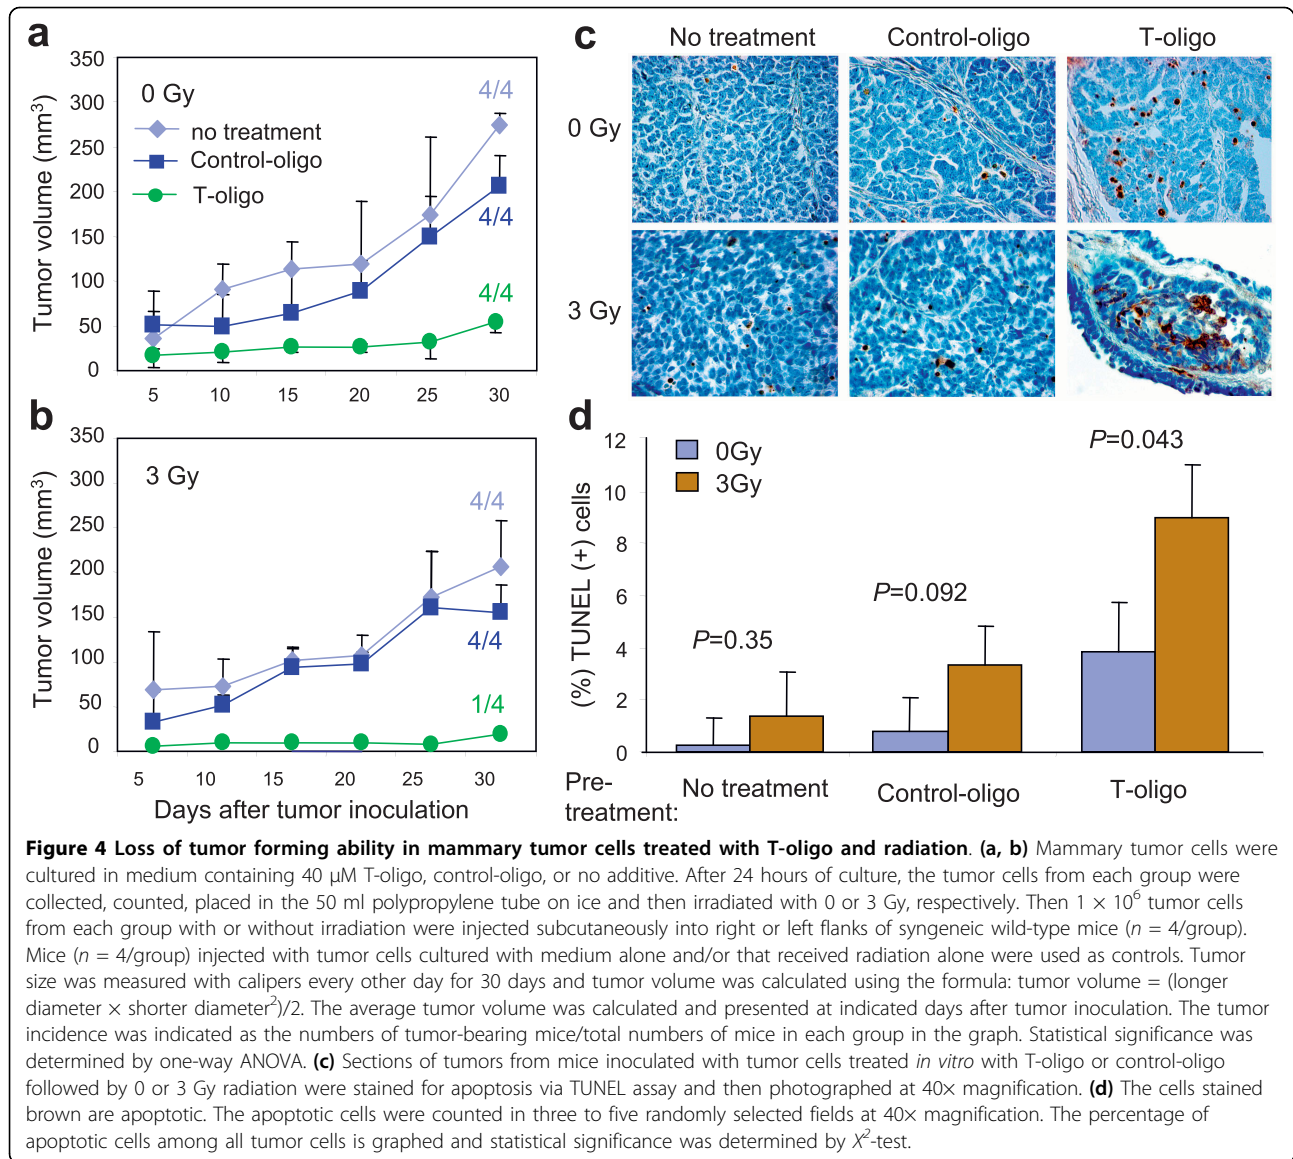 a
350
300
250
200
150
100
50
0
Tumor volume (mm³)
0 Gy
no treatment
Control-oligo
T-oligo
4/4
4/4
4/4
5 10 15 20 25 30
b
350
300
250
200
150
100
50
0
Tumor volume (mm³)
3 Gy
4/4
4/4
1/4
5 10 15 20 25 30
Days after tumor inoculation
c
No treatment Control-oligo T-oligo
0 Gy
3 Gy
d
12
10
8
6
4
2
0
(%) TUNEL (+) cells
0Gy
3Gy
P=0.35
P=0.092
P=0.043
Pre-
treatment:
No treatment Control-oligo T-oligo
Figure 4 Loss of tumor forming ability in mammary tumor cells treated with T-oligo and radiation. (a, b) Mammary tumor cells were
cultured in medium containing 40 μM T-oligo, control-oligo, or no additive. After 24 hours of culture, the tumor cells from each group were
collected, counted, placed in the 50 ml polypropylene tube on ice and then irradiated with 0 or 3 Gy, respectively. Then 1 × 10⁶ tumor cells
from each group with or without irradiation were injected subcutaneously into right or left flanks of syngeneic wild-type mice (n = 4/group).
Mice (n = 4/group) injected with tumor cells cultured with medium alone and/or that received radiation alone were used as controls. Tumor
size was measured with calipers every other day for 30 days and tumor volume was calculated using the formula: tumor volume = (longer
diameter × shorter diameter²)/2. The average tumor volume was calculated and presented at indicated days after tumor inoculation. The tumor
incidence was indicated as the numbers of tumor-bearing mice/total numbers of mice in each group in the graph. Statistical significance was
determined by one-way ANOVA. (c) Sections of tumors from mice inoculated with tumor cells treated in vitro with T-oligo or control-oligo
followed by 0 or 3 Gy radiation were stained for apoptosis via TUNEL assay and then photographed at 40× magnification. (d) The cells stained
brown are apoptotic. The apoptotic cells were counted in three to five randomly selected fields at 40× magnification. The percentage of
apoptotic cells among all tumor cells is graphed and statistical significance was determined by X²-test.